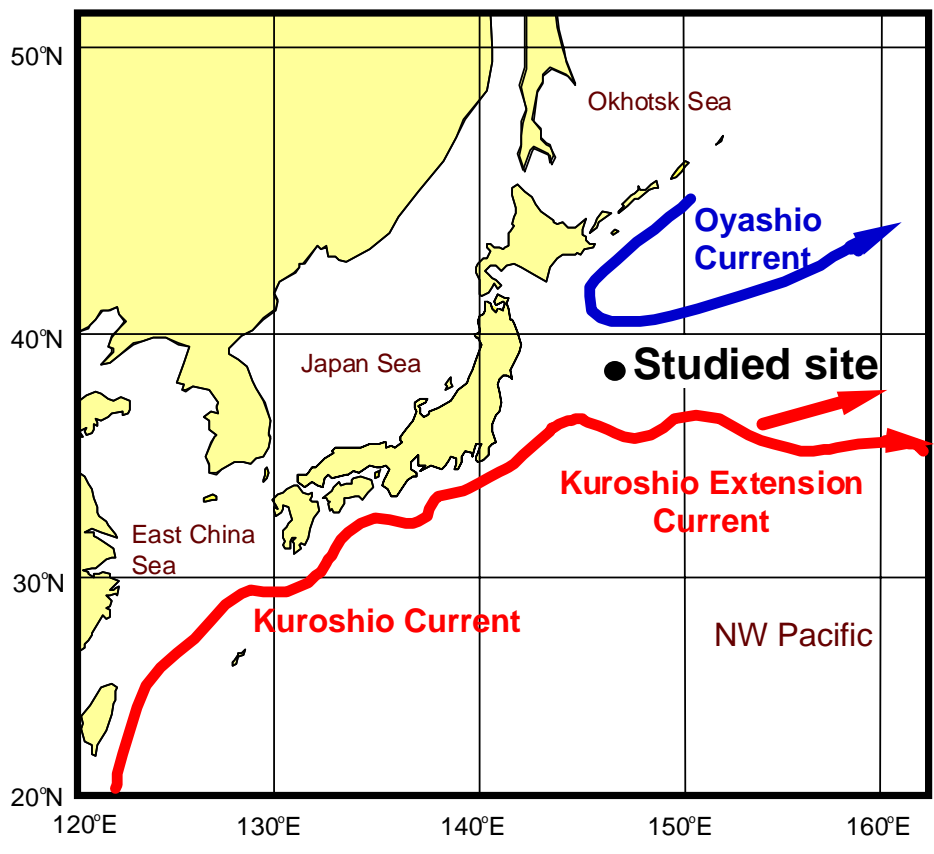 50°N
Okhotsk Sea
Oyashio
Current
40°N
Japan Sea
Studied site
Kuroshio Extension
Current
East China
Sea
30°N
Kuroshio Current
NW Pacific
20°N
120°E
130°E
140°E
150°E
160°E